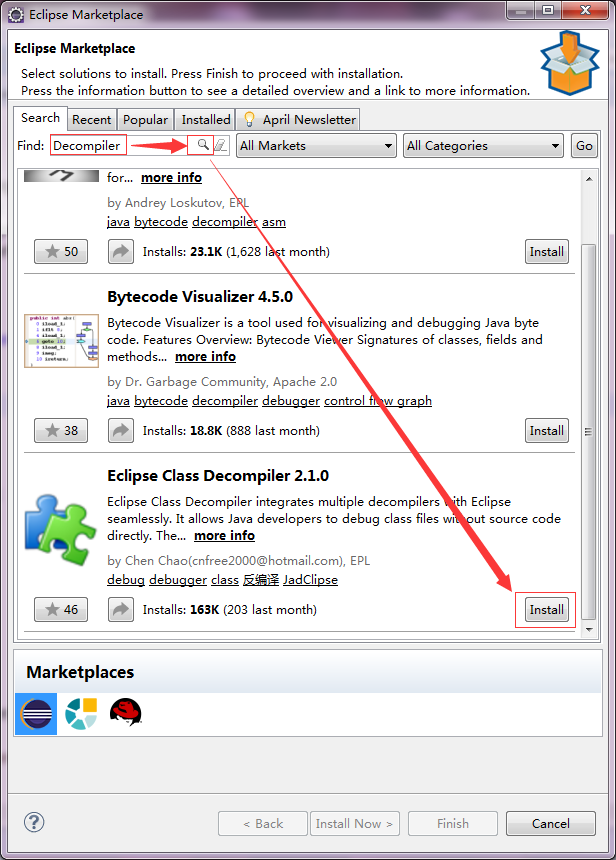 Eclipse Marketplace
Eclipse Marketplace
Select solutions to install. Press Finish to proceed with installation.
Press the information button to see a detailed overview and a link to more information.
Search Recent Popular Installed April Newsletter
Find: Decompiler All Markets All Categories Go
for... more info
by Andrey Loskutov, EPL
java bytecode decompiler asm
50 Installs: 23.1K (1,628 last month) Install
Bytecode Visualizer 4.5.0
Bytecode Visualizer is a tool used for visualizing and debugging Java byte
code. Features Overview: Bytecode Viewer Signatures of classes, fields and
methods... more info
by Dr. Garbage Community, Apache 2.0
java bytecode decompiler debugger control flow graph
38 Installs: 18.8K (888 last month) Install
Eclipse Class Decompiler 2.1.0
Eclipse Class Decompiler integrates multiple decompilers with Eclipse
seamlessly. It allows Java developers to debug class files without source code
directly. The... more info
by Chen Chao(cnfree2000@hotmail.com), EPL
debug debugger class 反编译 JadClipse
46 Installs: 163K (203 last month) Install
Marketplaces
? < Back Install Now > Finish Cancel